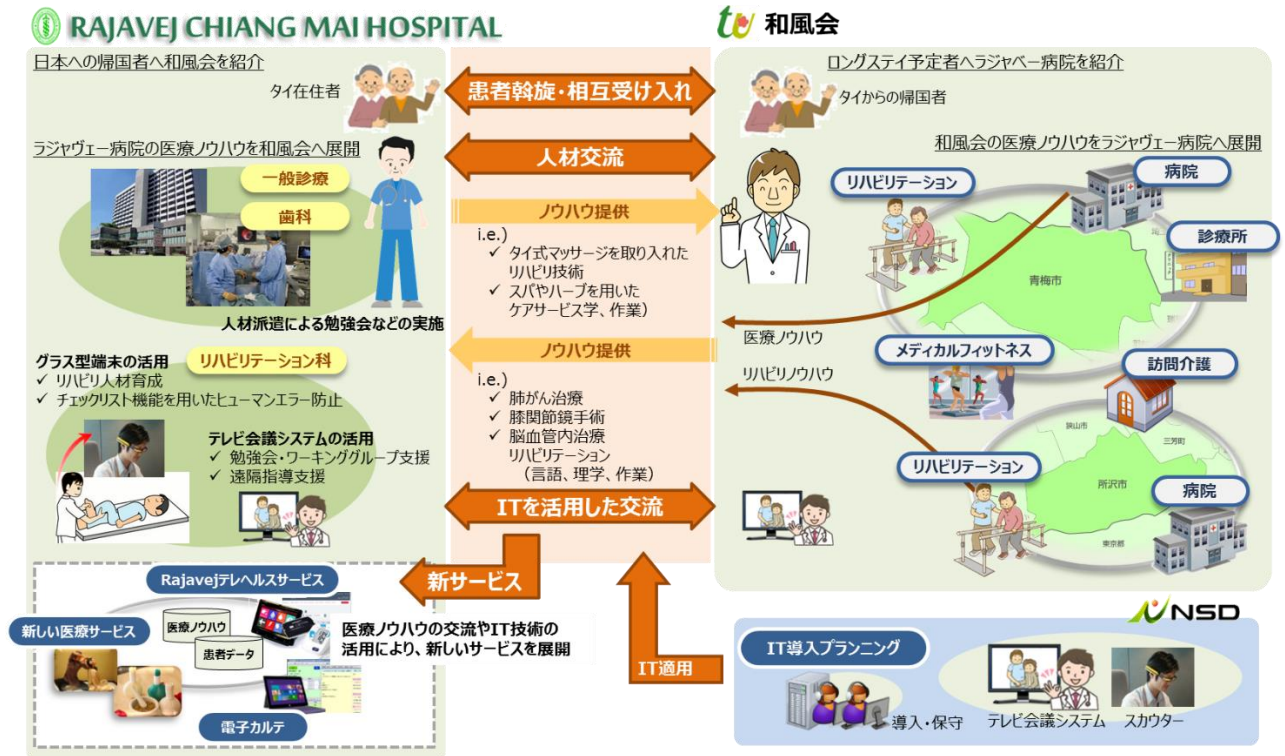 RAJAVEJ CHIANG MAI HOSPITAL
和風会
日本への帰国者へ和風会を紹介
タイ在住者
患者斡旋・相互受け入れ
ロングステイ予定者へラジャベー病院を紹介
タイからの帰国者
ラジャヴェー病院の医療ノウハウを和風会へ展開
一般診療
歯科
人材派遣による勉強会などの実施
人材交流
ノウハウ提供
i.e.)
✓ タイ式マッサージを取り入れた
リハビリ技術
✓ スパやハーブを用いた
ケアサービス学、作業)
和風会の医療ノウハウをラジャヴェー病院へ展開
リハビリテーション
病院
診療所
青梅市
医療ノウハウ
メディカルフィットネス
訪問介護
リハビリノウハウ
狭山市
三芳町
リハビリテーション
所沢市
病院
東京都
グラス型端末の活用
リハビリテーション科
✓ リハビリ人材育成
✓ チェックリスト機能を用いたヒューマンエラー防止
テレビ会議システムの活用
✓ 勉強会・ワーキンググループ支援
✓ 遠隔指導支援
ノウハウ提供
i.e.)
✓ 肺がん治療
✓ 膝関節鏡手術
✓ 脳血管内治療
リハビリテーション
(言語、理学、作業)
ITを活用した交流
新サービス
IT適用
Rajavejテレヘルスサービス
新しい医療サービス
医療ノウハウ
患者データ
電子カルテ
医療ノウハウの交流やIT技術の
活用により、新しいサービスを展開
NSD
IT導入プランニング
導入・保守
テレビ会議システム
スカウター